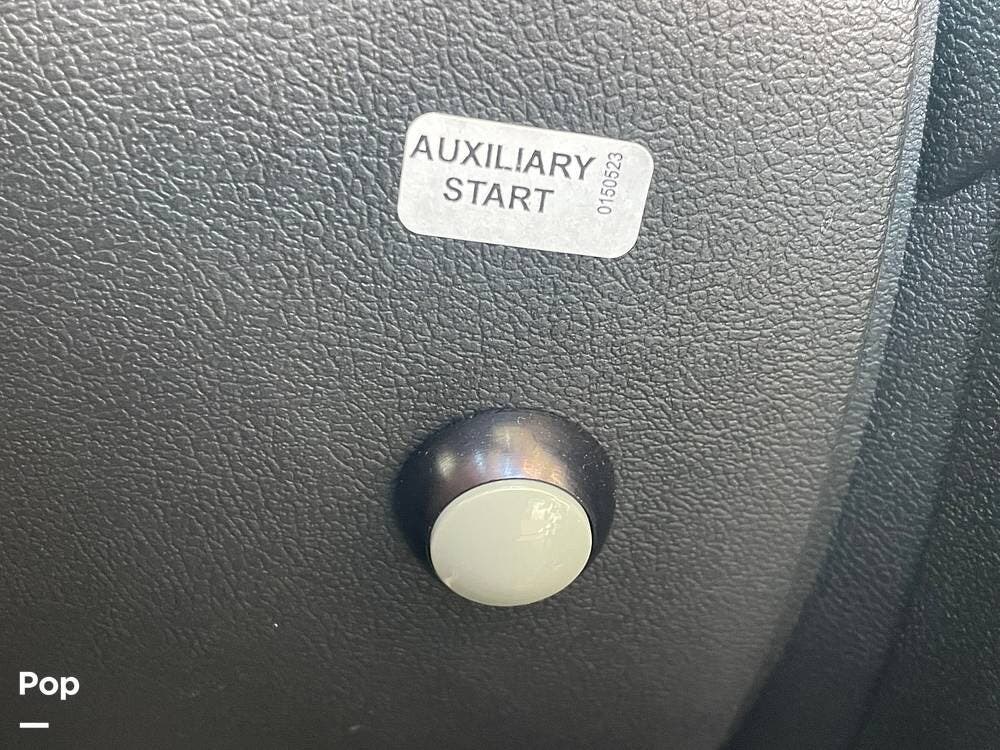 AUXILIARY
START
0150523
Pop